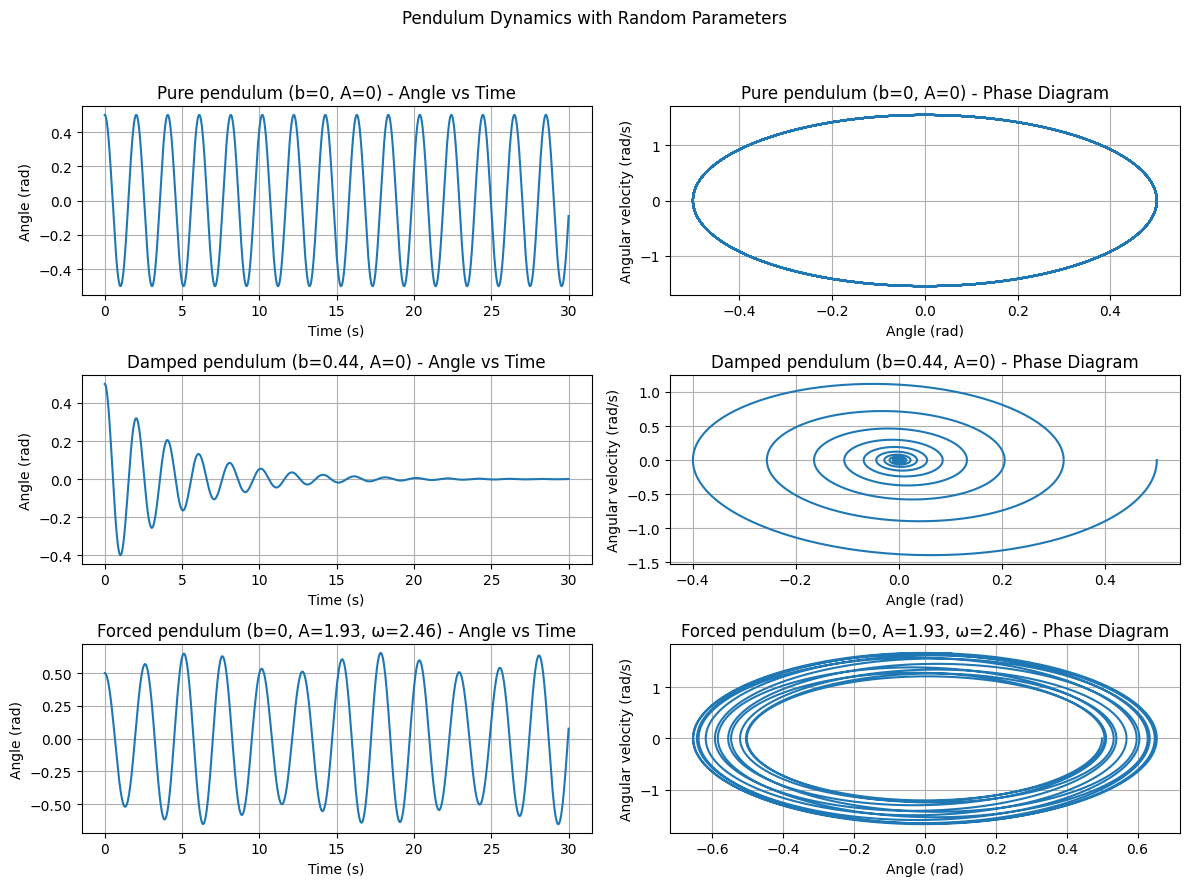 Pendulum Dynamics with Random Parameters
Pure pendulum (b=0, A=0) - Angle vs Time
Angle (rad)
0.4
0.2
0.0
−0.2
−0.4
0 5 10 15 20 25 30
Time (s)
Pure pendulum (b=0, A=0) - Phase Diagram
Angular velocity (rad/s)
1
0
−1
−0.4 −0.2 0.0 0.2 0.4
Angle (rad)
Damped pendulum (b=0.44, A=0) - Angle vs Time
Angle (rad)
0.4
0.2
0.0
−0.2
−0.4
0 5 10 15 20 25 30
Time (s)
Damped pendulum (b=0.44, A=0) - Phase Diagram
Angular velocity (rad/s)
1.0
0.5
0.0
−0.5
−1.0
−1.5
−0.4 −0.2 0.0 0.2 0.4
Angle (rad)
Forced pendulum (b=0, A=1.93, ω=2.46) - Angle vs Time
Angle (rad)
0.50
0.25
0.00
−0.25
−0.50
0 5 10 15 20 25 30
Time (s)
Forced pendulum (b=0, A=1.93, ω=2.46) - Phase Diagram
Angular velocity (rad/s)
1
0
−1
−0.6 −0.4 −0.2 0.0 0.2 0.4 0.6
Angle (rad)